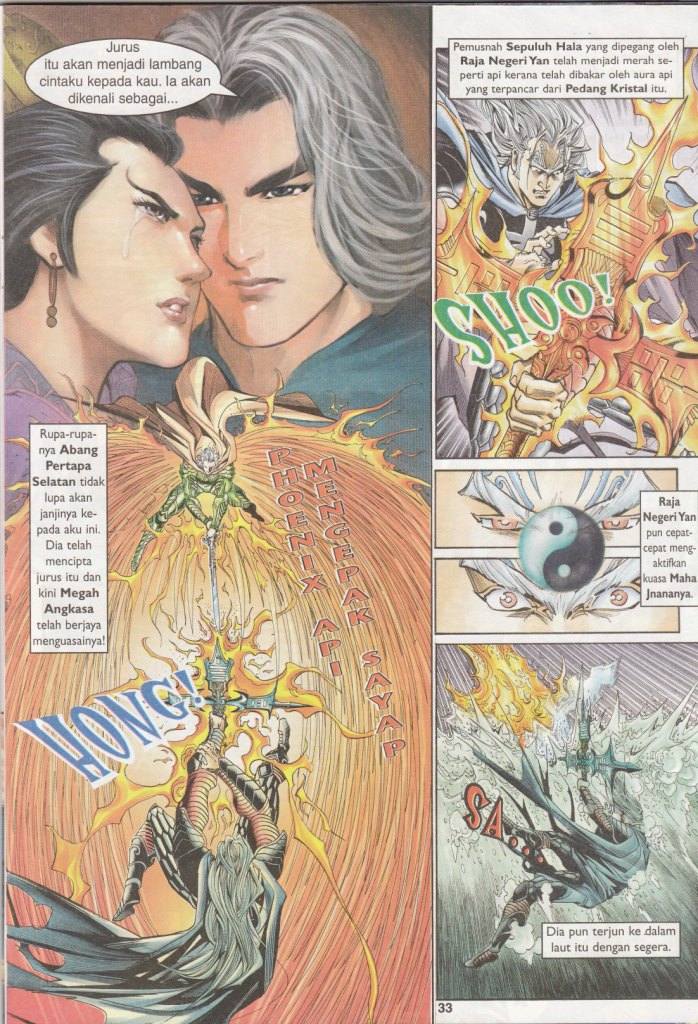 Jurus
itu akan menjadi lambang
cintaku kepada kau. Ia akan
dikenali sebagai...
Rupa-rupa-
nya Abang
Pertapa
Selatan tidak
lupa akan
janjinya ke-
pada aku ini.
Dia telah
mencipta
jurus itu dan
kini Megah
Angkasa
telah berjaya
menguasainya!
PHOENIX API
MENGEPAK SAYAP
HONG!
Pemusnah Sepuluh Hala yang dipegang oleh
Raja Negeri Yan telah menjadi merah se-
perti api kerana telah dibakar oleh aura api
yang terpancar dari Pedang Kristal itu.
SHOO!
Raja
Negeri Yan
pun cepat-
cepat meng-
aktifkan
kuasa Maha
Jnananya.
SA...
Dia pun terjun ke dalam
laut itu dengan segera.
33